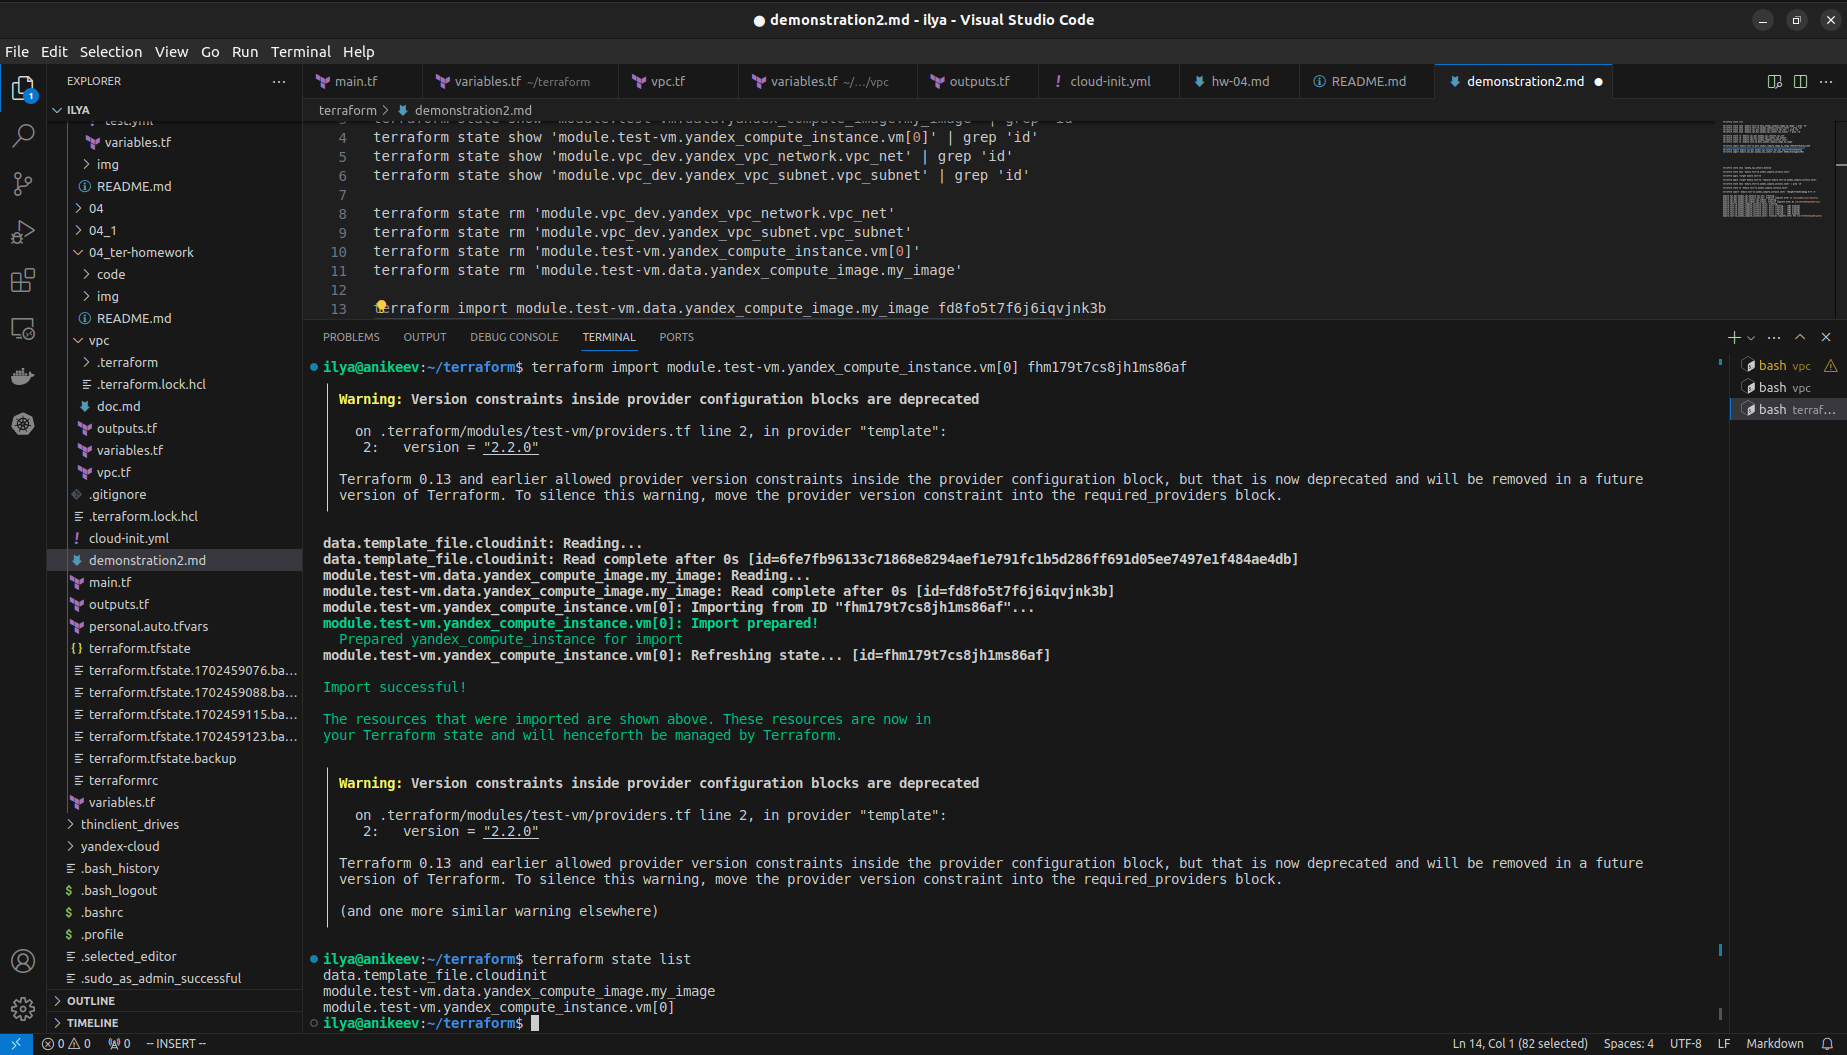 demonstration2.md - ilya - Visual Studio Code
File Edit Selection View Go Run Terminal Help
EXPLORER
main.tf
variables.tf ~/terraform
vpc.tf
variables.tf ~/.../vpc
outputs.tf
cloud-init.yml
hw-04.md
README.md
demonstration2.md
1
ILYA
test.yml
variables.tf
img
README.md
04
04_1
04_ter-homework
code
img
README.md
vpc
.terraform
.terraform.lock.hcl
doc.md
outputs.tf
variables.tf
vpc.tf
.gitignore
.terraform.lock.hcl
cloud-init.yml
demonstration2.md
main.tf
outputs.tf
personal.auto.tfvars
terraform.tfstate
terraform.tfstate.1702459076.ba...
terraform.tfstate.1702459088.ba...
terraform.tfstate.1702459115.ba...
terraform.tfstate.1702459123.ba...
terraform.tfstate.backup
terraformrc
variables.tf
thinclient_drives
yandex-cloud
.bash_history
.bash_logout
.bashrc
.profile
.selected_editor
.sudo_as_admin_successful
OUTLINE
TIMELINE
terraform > demonstration2.md
3 terraform state show 'module.test-vm.data.yandex_compute_image.my_image' | grep 'id'
4 terraform state show 'module.test-vm.yandex_compute_instance.vm[0]' | grep 'id'
5 terraform state show 'module.vpc_dev.yandex_vpc_network.vpc_net' | grep 'id'
6 terraform state show 'module.vpc_dev.yandex_vpc_subnet.vpc_subnet' | grep 'id'
7
8 terraform state rm 'module.vpc_dev.yandex_vpc_network.vpc_net'
9 terraform state rm 'module.vpc_dev.yandex_vpc_subnet.vpc_subnet'
10 terraform state rm 'module.test-vm.yandex_compute_instance.vm[0]'
11 terraform state rm 'module.test-vm.data.yandex_compute_image.my_image'
12
13 terraform import module.test-vm.data.yandex_compute_image.my_image fd8fo5t7f6j6iqvjnk3b
PROBLEMS OUTPUT DEBUG CONSOLE TERMINAL PORTS
ilya@anikeev:~/terraform$ terraform import module.test-vm.yandex_compute_instance.vm[0] fhm179t7cs8jh1ms86af
Warning: Version constraints inside provider configuration blocks are deprecated
on .terraform/modules/test-vm/providers.tf line 2, in provider "template":
2: version = "2.2.0"
Terraform 0.13 and earlier allowed provider version constraints inside the provider configuration block, but that is now deprecated and will be removed in a future
version of Terraform. To silence this warning, move the provider version constraint into the required_providers block.
data.template_file.cloudinit: Reading...
data.template_file.cloudinit: Read complete after 0s [id=6fe7fb96133c71868e8294aef1e791fc1b5d286ff691d05ee7497e1f484ae4db]
module.test-vm.data.yandex_compute_image.my_image: Reading...
module.test-vm.data.yandex_compute_image.my_image: Read complete after 0s [id=fd8fo5t7f6j6iqvjnk3b]
module.test-vm.yandex_compute_instance.vm[0]: Importing from ID "fhm179t7cs8jh1ms86af"...
module.test-vm.yandex_compute_instance.vm[0]: Import prepared!
Prepared yandex_compute_instance for import
module.test-vm.yandex_compute_instance.vm[0]: Refreshing state... [id=fhm179t7cs8jh1ms86af]
Import successful!
The resources that were imported are shown above. These resources are now in
your Terraform state and will henceforth be managed by Terraform.
Warning: Version constraints inside provider configuration blocks are deprecated
on .terraform/modules/test-vm/providers.tf line 2, in provider "template":
2: version = "2.2.0"
Terraform 0.13 and earlier allowed provider version constraints inside the provider configuration block, but that is now deprecated and will be removed in a future
version of Terraform. To silence this warning, move the provider version constraint into the required_providers block.
(and one more similar warning elsewhere)
ilya@anikeev:~/terraform$ terraform state list
data.template_file.cloudinit
module.test-vm.data.yandex_compute_image.my_image
module.test-vm.yandex_compute_instance.vm[0]
ilya@anikeev:~/terraform$
bash vpc
bash vpc
bash terraf...
0 0 0 -- INSERT -- Ln 14, Col 1 (82 selected) Spaces: 4 UTF-8 LF Markdown